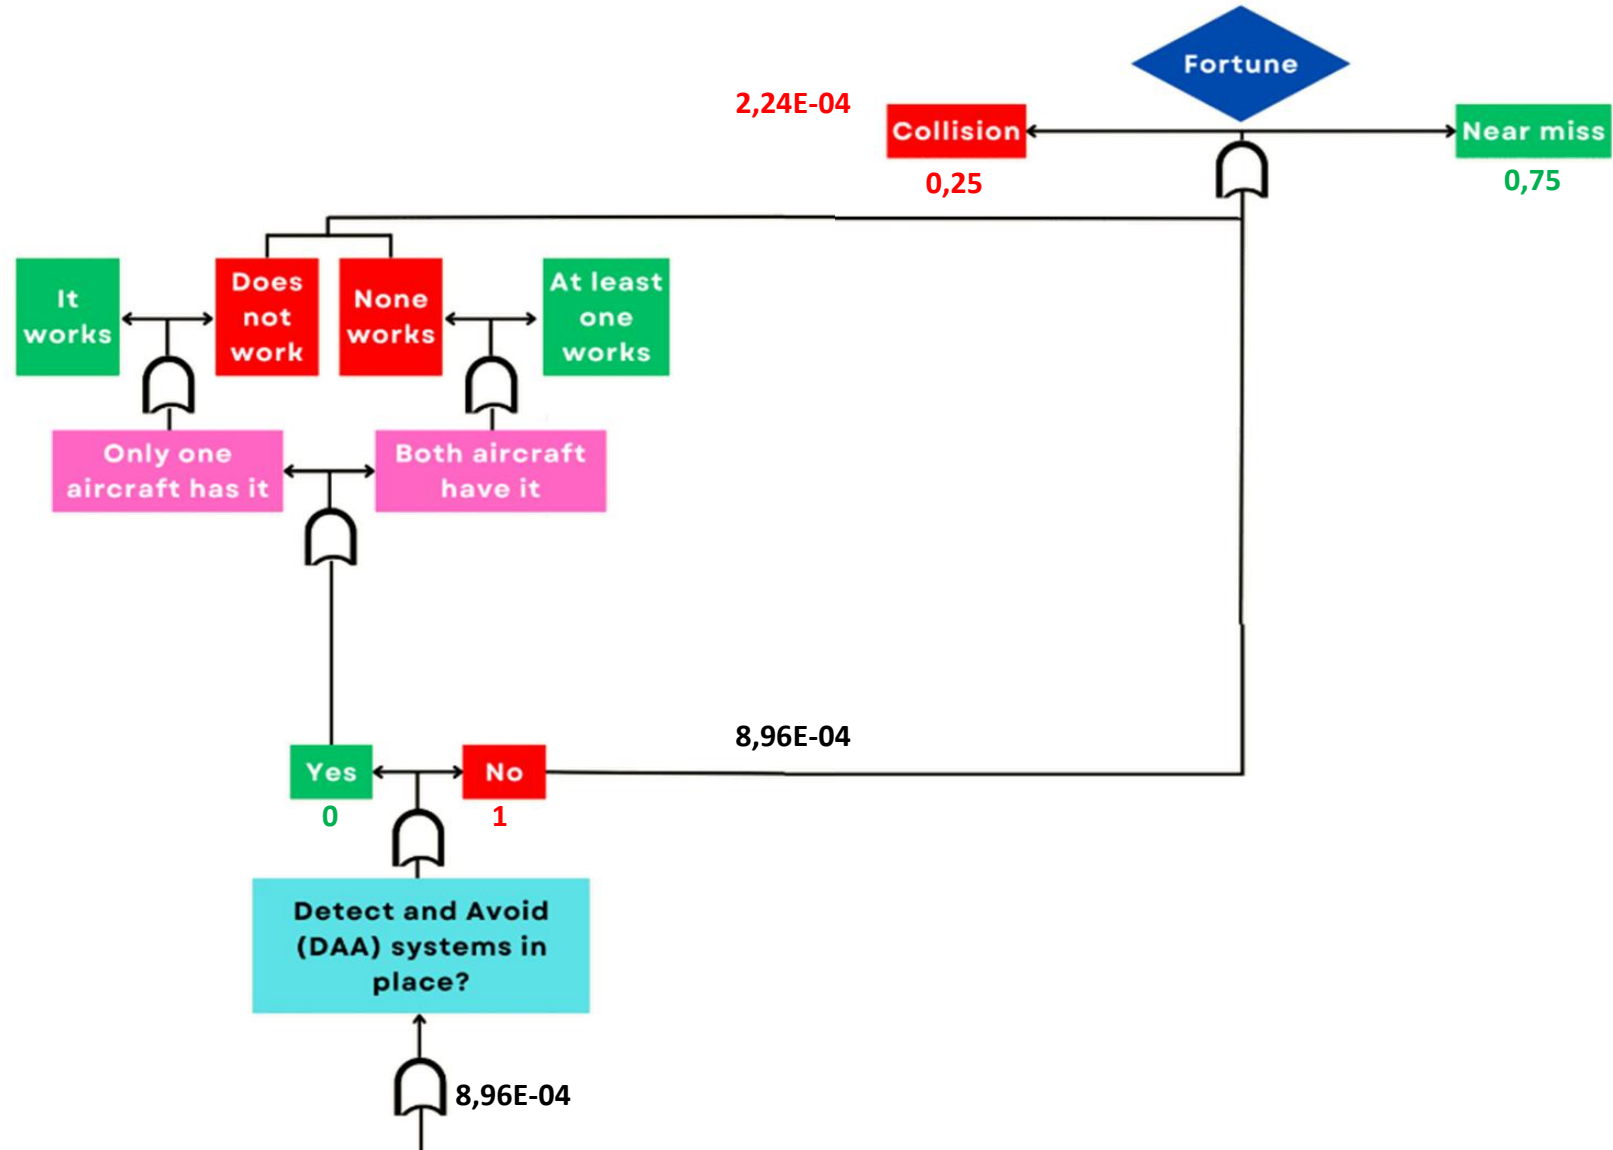 Fortune
2,24E-04
Collision
Near miss
0,25
0,75
It
works
Does
not
work
None
works
At least
one
works
Only one
aircraft has it
Both aircraft
have it
8,96E-04
Yes
No
0
1
Detect and Avoid
(DAA) systems in
place?
8,96E-04